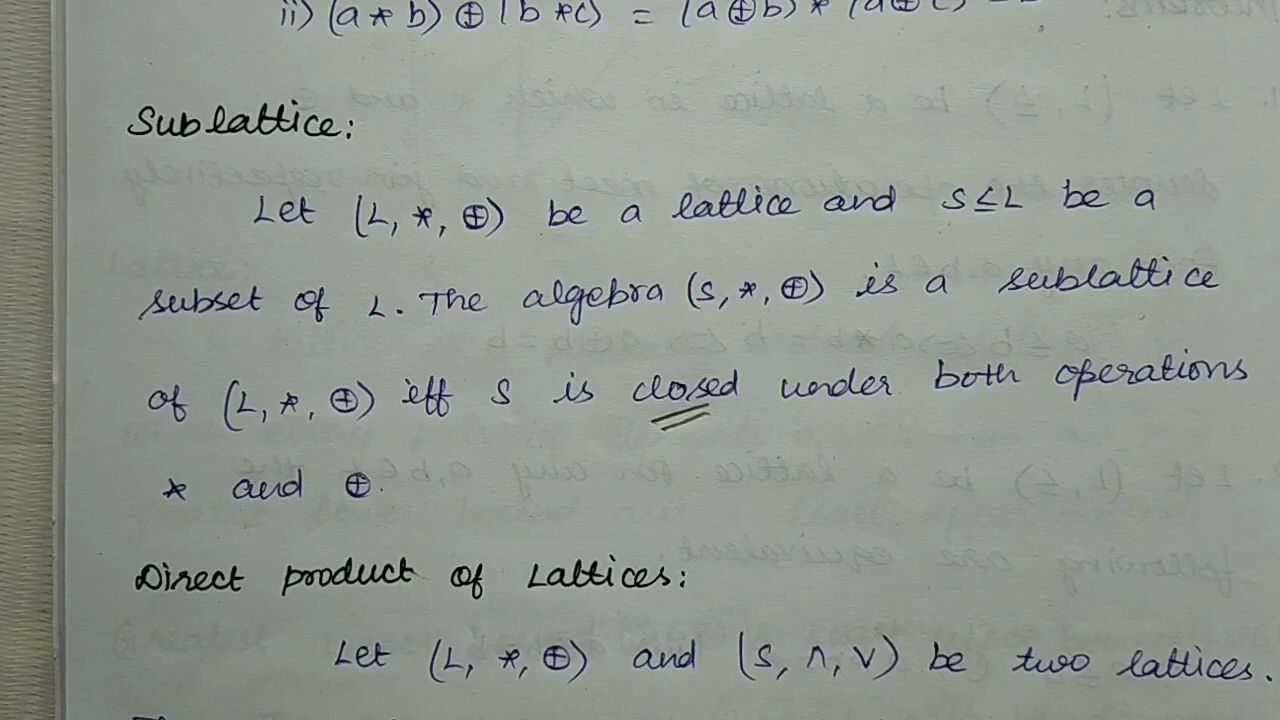 ii) (a * b) ⊕ (b * c) = (a ⊕ b) *
Sublattice:
Let (L, *, ⊕) be a lattice and S ≤ L be a
subset of L. The algebra (S, *, ⊕) is a sublattice
of (L, *, ⊕) iff S is closed under both operations
* and ⊕.
Direct product of Lattices:
Let (L, *, ⊕) and (S, ∧, ∨) be two lattices.